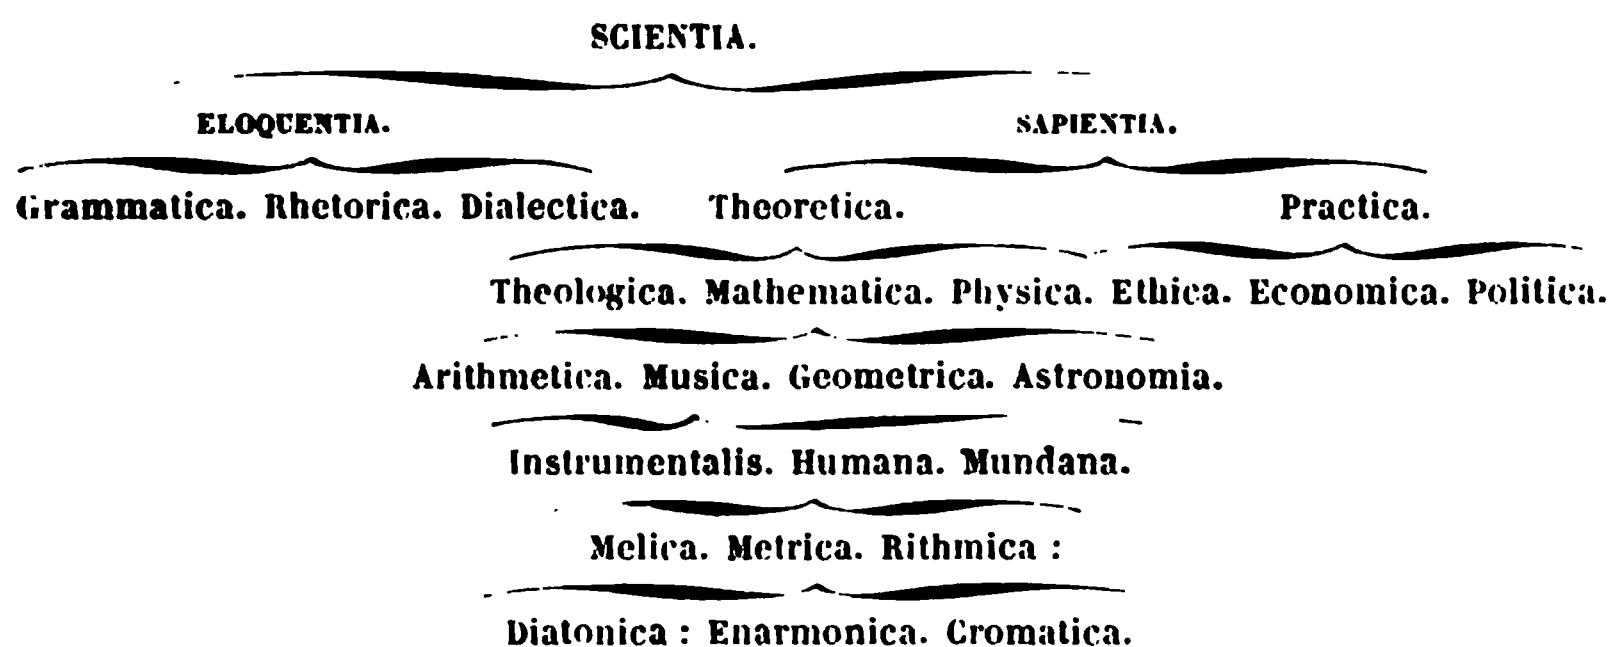 SCIENTIA.
ELOQUENTIA. SAPIENTIA.
Grammatica. Rhetorica. Dialectica. Theoretica. Practica.
Theologica. Mathematica. Physica. Ethica. Economica. Politica.
Arithmetica. Musica. Geometrica. Astronomia.
Instrumentalis. Humana. Mundana.
Melica. Metrica. Rithmica :
Diatonica : Enarmonica. Cromatica.